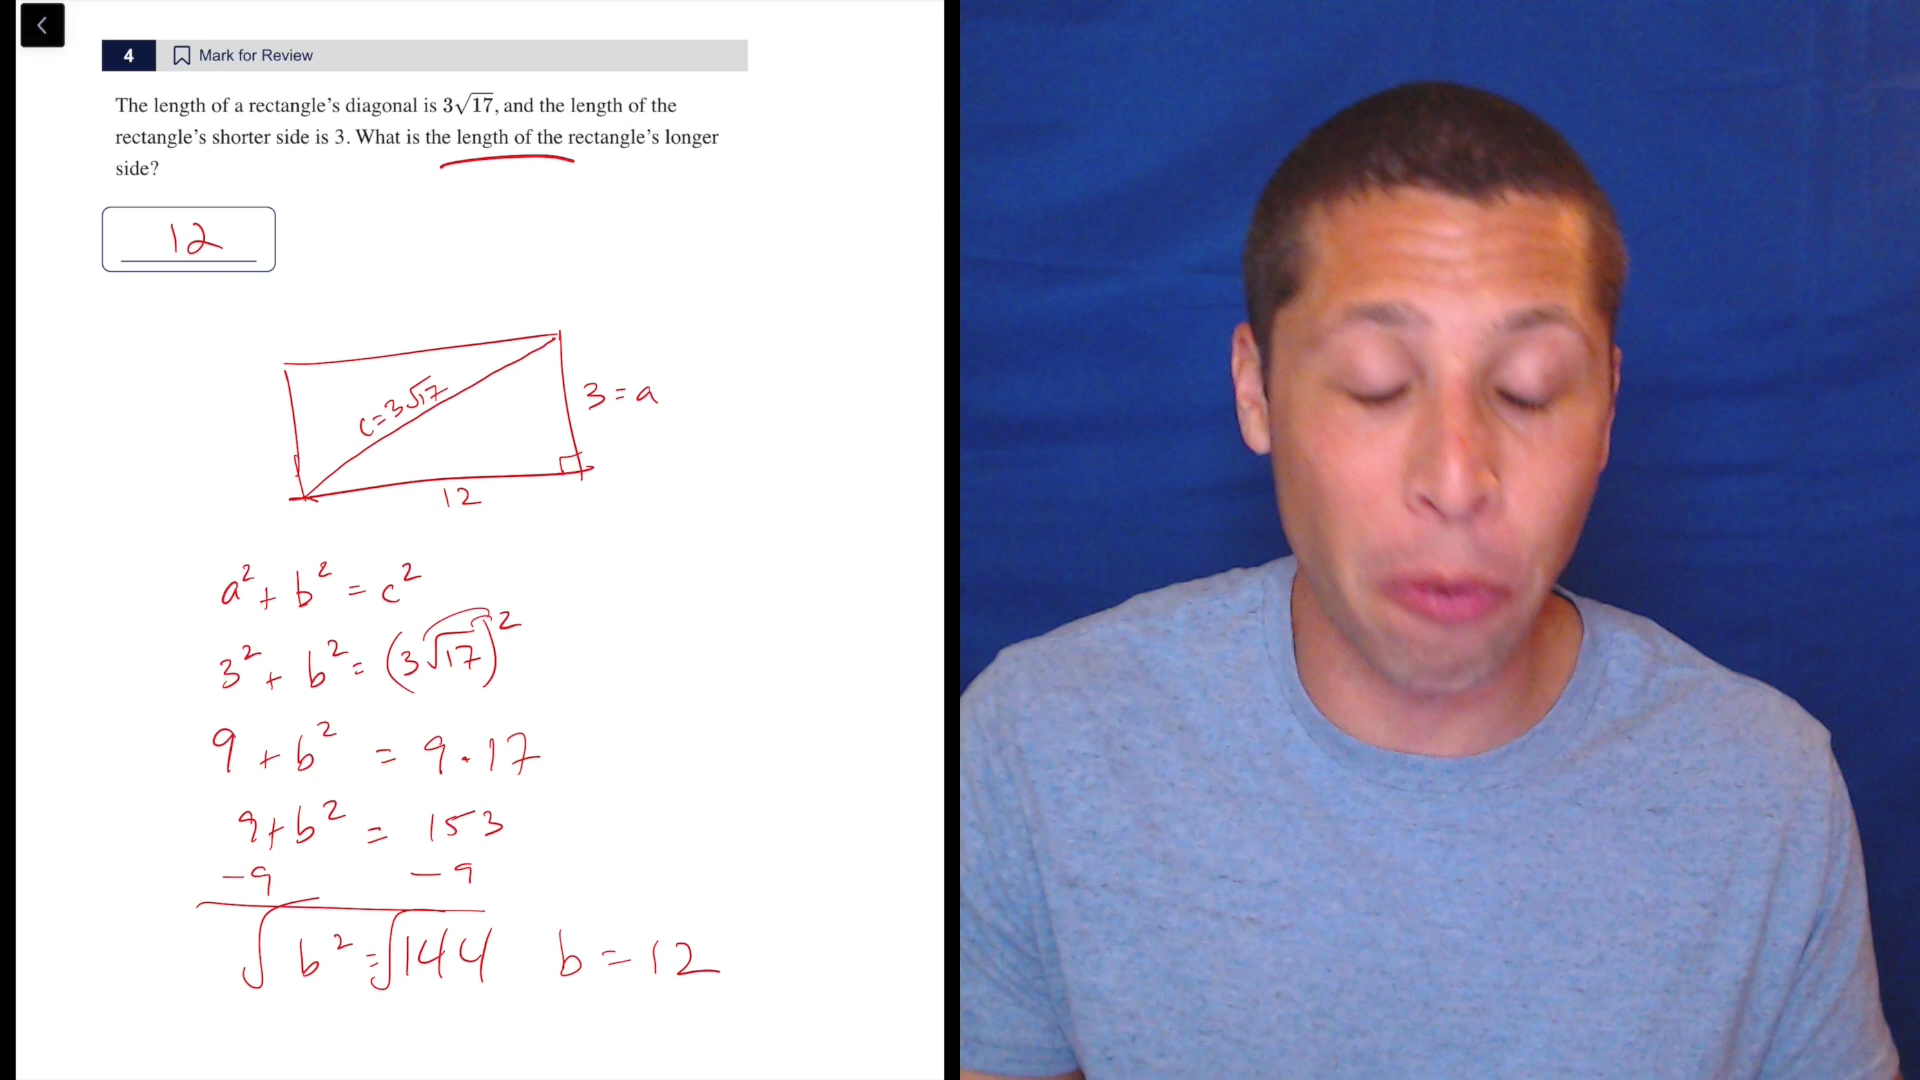 4 Mark for Review
The length of a rectangle’s diagonal is 3√17, and the length of the
rectangle’s shorter side is 3. What is the length of the rectangle’s longer
side?
12
c=3√17
3=a
12
a²+b²=c²
3²+b²=(3√17)²
9+b²=9·17
9+b²=153
-9 -9
√b²=√144 b=12